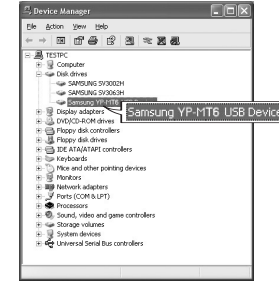 Device Manager
File Action View Help
TESTPC
Computer
Disk drives
SAMSUNG SV3002H
SAMSUNG SV3063H
Samsung YP-MT6 USB Device
Display adapters
DVD/CD-ROM drives
Floppy disk controllers
Floppy disk drives
IDE ATA/ATAPI controllers
Keyboards
Mice and other pointing devices
Monitors
Network adapters
Ports (COM & LPT)
Processors
Sound, video and game controllers
Storage volumes
System devices
Universal Serial Bus controllers